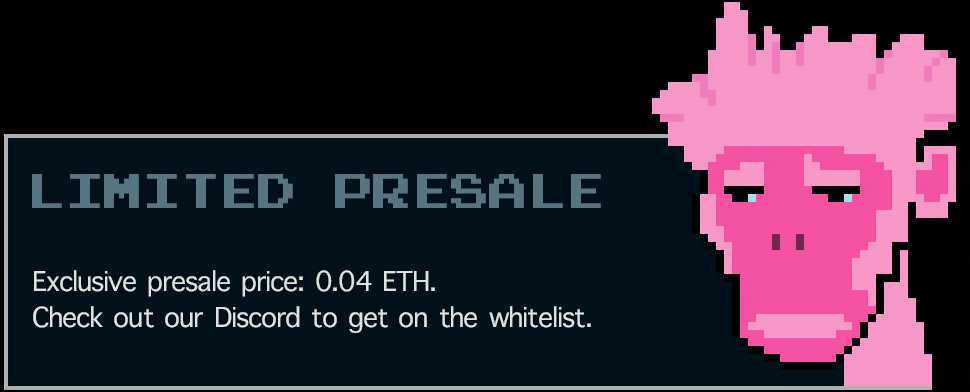 LIMITED PRESALE
Exclusive presale price: 0.04 ETH.
Check out our Discord to get on the whitelist.